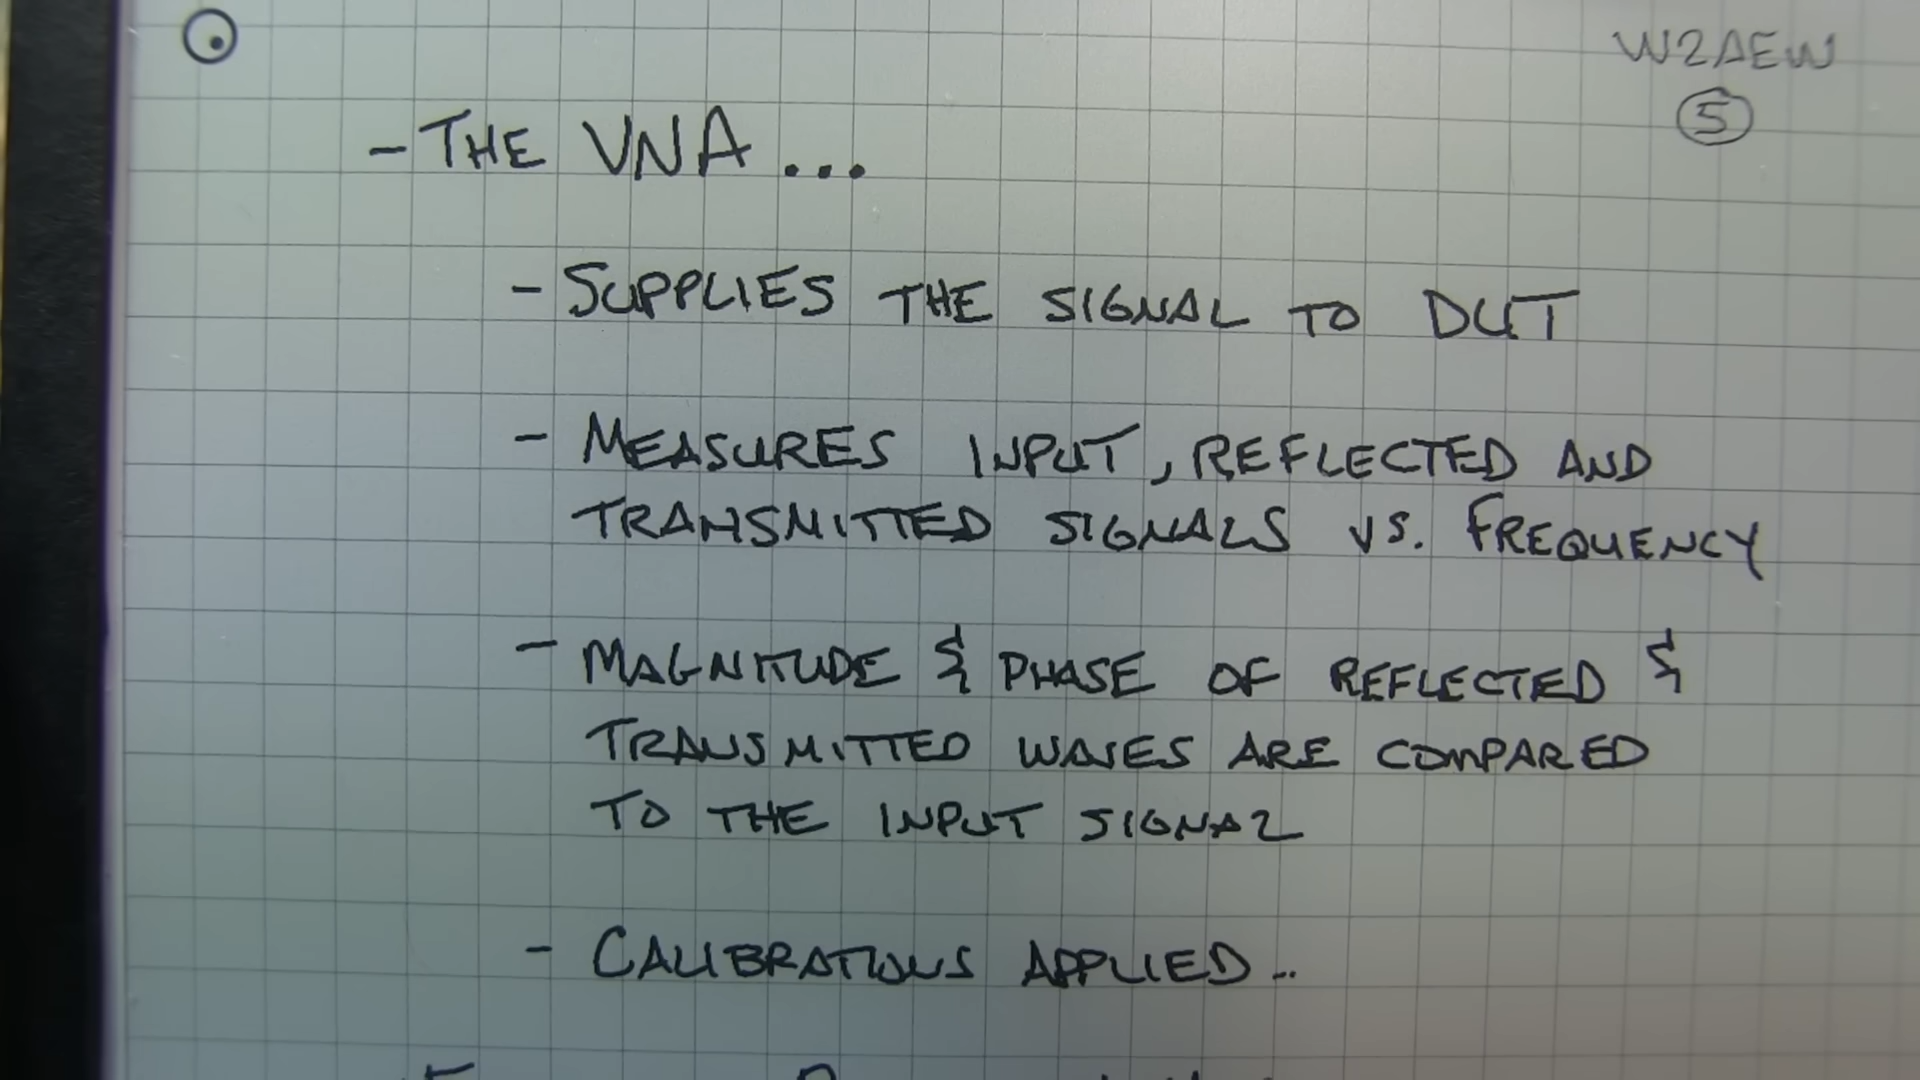 W2AEW
5
- THE VNA...
- SUPPLIES THE SIGNAL TO DUT
- MEASURES INPUT, REFLECTED AND
TRANSMITTED SIGNALS VS. FREQUENCY
- MAGNITUDE & PHASE OF REFLECTED &
TRANSMITTED WAVES ARE COMPARED
TO THE INPUT SIGNAL
- CALIBRATIONS APPLIED..